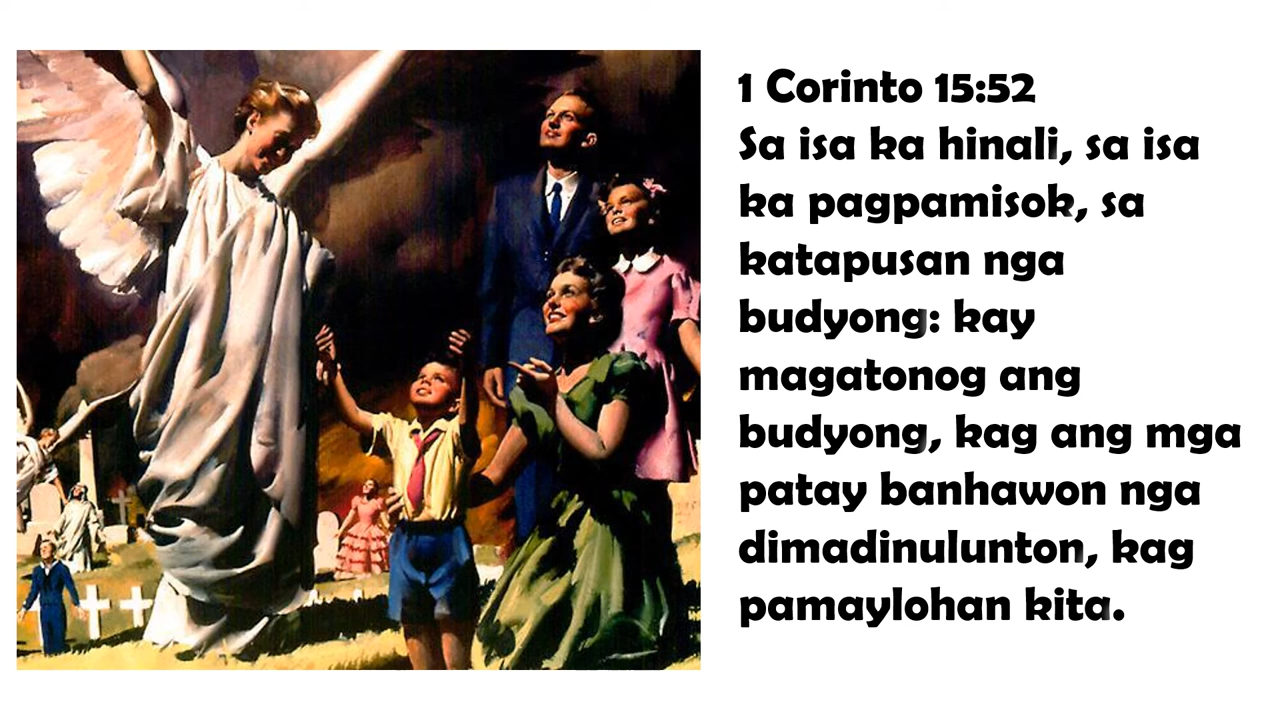 1 Corinto 15:52
Sa isa ka hinali, sa isa
ka pagpamisok, sa
katapusan nga
budyong: kay
magatonog ang
budyong, kag ang mga
patay banhawon nga
dimadinulunton, kag
pamaylohan kita.